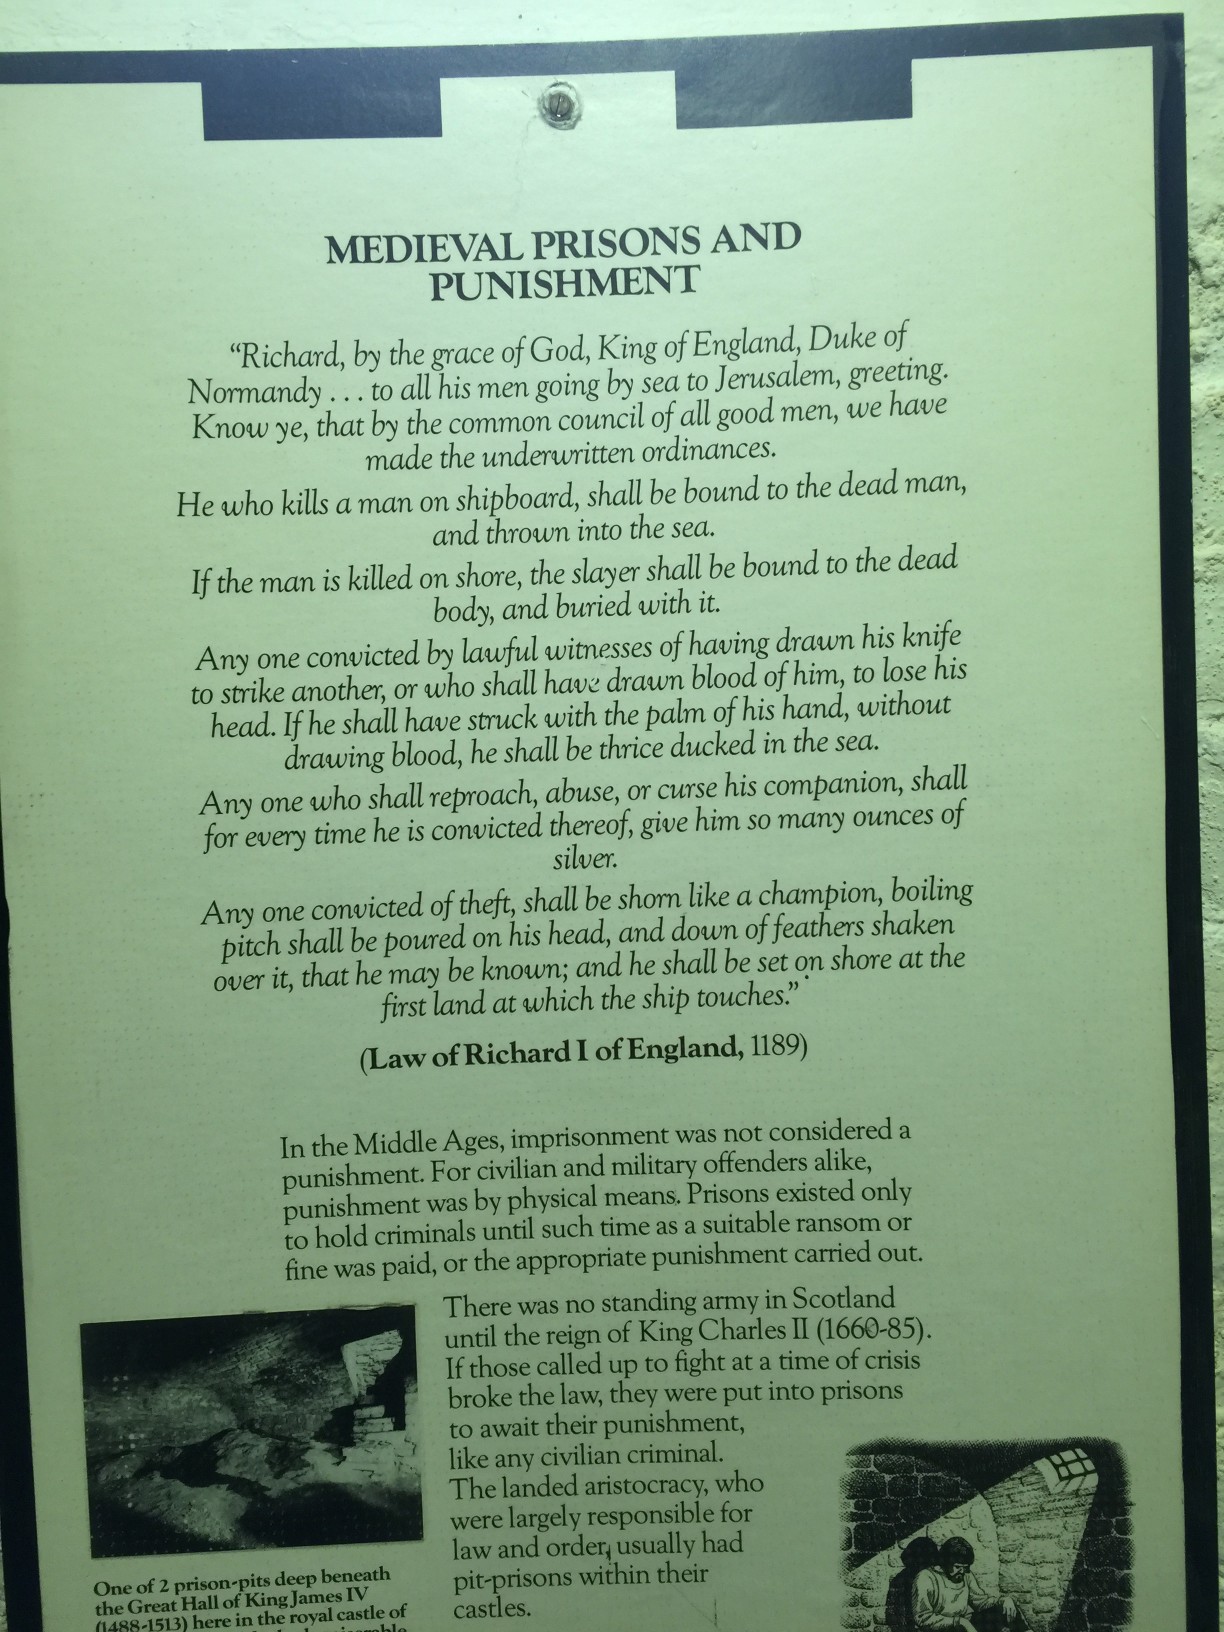 MEDIEVAL PRISONS AND
PUNISHMENT
“Richard, by the grace of God, King of England, Duke of
Normandy . . . to all his men going by sea to Jerusalem, greeting.
Know ye, that by the common council of all good men, we have
made the underwritten ordinances.
He who kills a man on shipboard, shall be bound to the dead man,
and thrown into the sea.
If the man is killed on shore, the slayer shall be bound to the dead
body, and buried with it.
Any one convicted by lawful witnesses of having drawn his knife
to strike another, or who shall have drawn blood of him, to lose his
head. If he shall have struck with the palm of his hand, without
drawing blood, he shall be thrice ducked in the sea.
Any one who shall reproach, abuse, or curse his companion, shall
for every time he is convicted thereof, give him so many ounces of
silver.
Any one convicted of theft, shall be shorn like a champion, boiling
pitch shall be poured on his head, and down of feathers shaken
over it, that he may be known; and he shall be set on shore at the
first land at which the ship touches.”
(Law of Richard I of England, 1189)
In the Middle Ages, imprisonment was not considered a
punishment. For civilian and military offenders alike,
punishment was by physical means. Prisons existed only
to hold criminals until such time as a suitable ransom or
fine was paid, or the appropriate punishment carried out.
There was no standing army in Scotland
until the reign of King Charles II (1660-85).
If those called up to fight at a time of crisis
broke the law, they were put into prisons
to await their punishment,
like any civilian criminal.
The landed aristocracy, who
were largely responsible for
law and order, usually had
pit-prisons within their
castles.
One of 2 prison-pits deep beneath
the Great Hall of King James IV
(1488-1513) here in the royal castle of